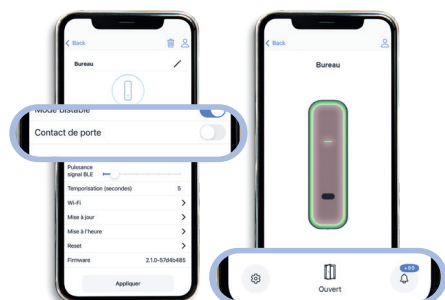 Back
Bureau
Mode bistable
Contact de porte
Puissance
signal BLE
Temporisation (secondes) 5
Wi-Fi
Mise à jour
Mise à l'heure
Reset
Firmware 2.1.0-57d4b485
Appliquer
Back
Bureau
+99
Ouvert